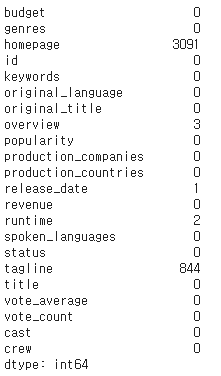 budget 0
genres 0
homepage 3091
id 0
keywords 0
original_language 0
original_title 0
overview 3
popularity 0
production_companies 0
production_countries 0
release_date 1
revenue 0
runtime 2
spoken_languages 0
status 0
tagline 844
title 0
vote_average 0
vote_count 0
cast 0
crew 0
dtype: int64